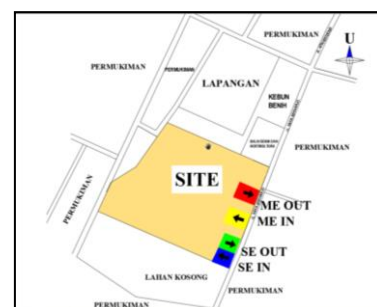 PERMUKIMAN
U
PERMUKIMAN
PERMUKIMAN
LAPANGAN
KEBUN
BENIH
PERMUKIMAN
SITE
ME OUT
ME IN
PERMUKIMAN
SE OUT
SE IN
LAHAN KOSONG
PERMUKIMAN